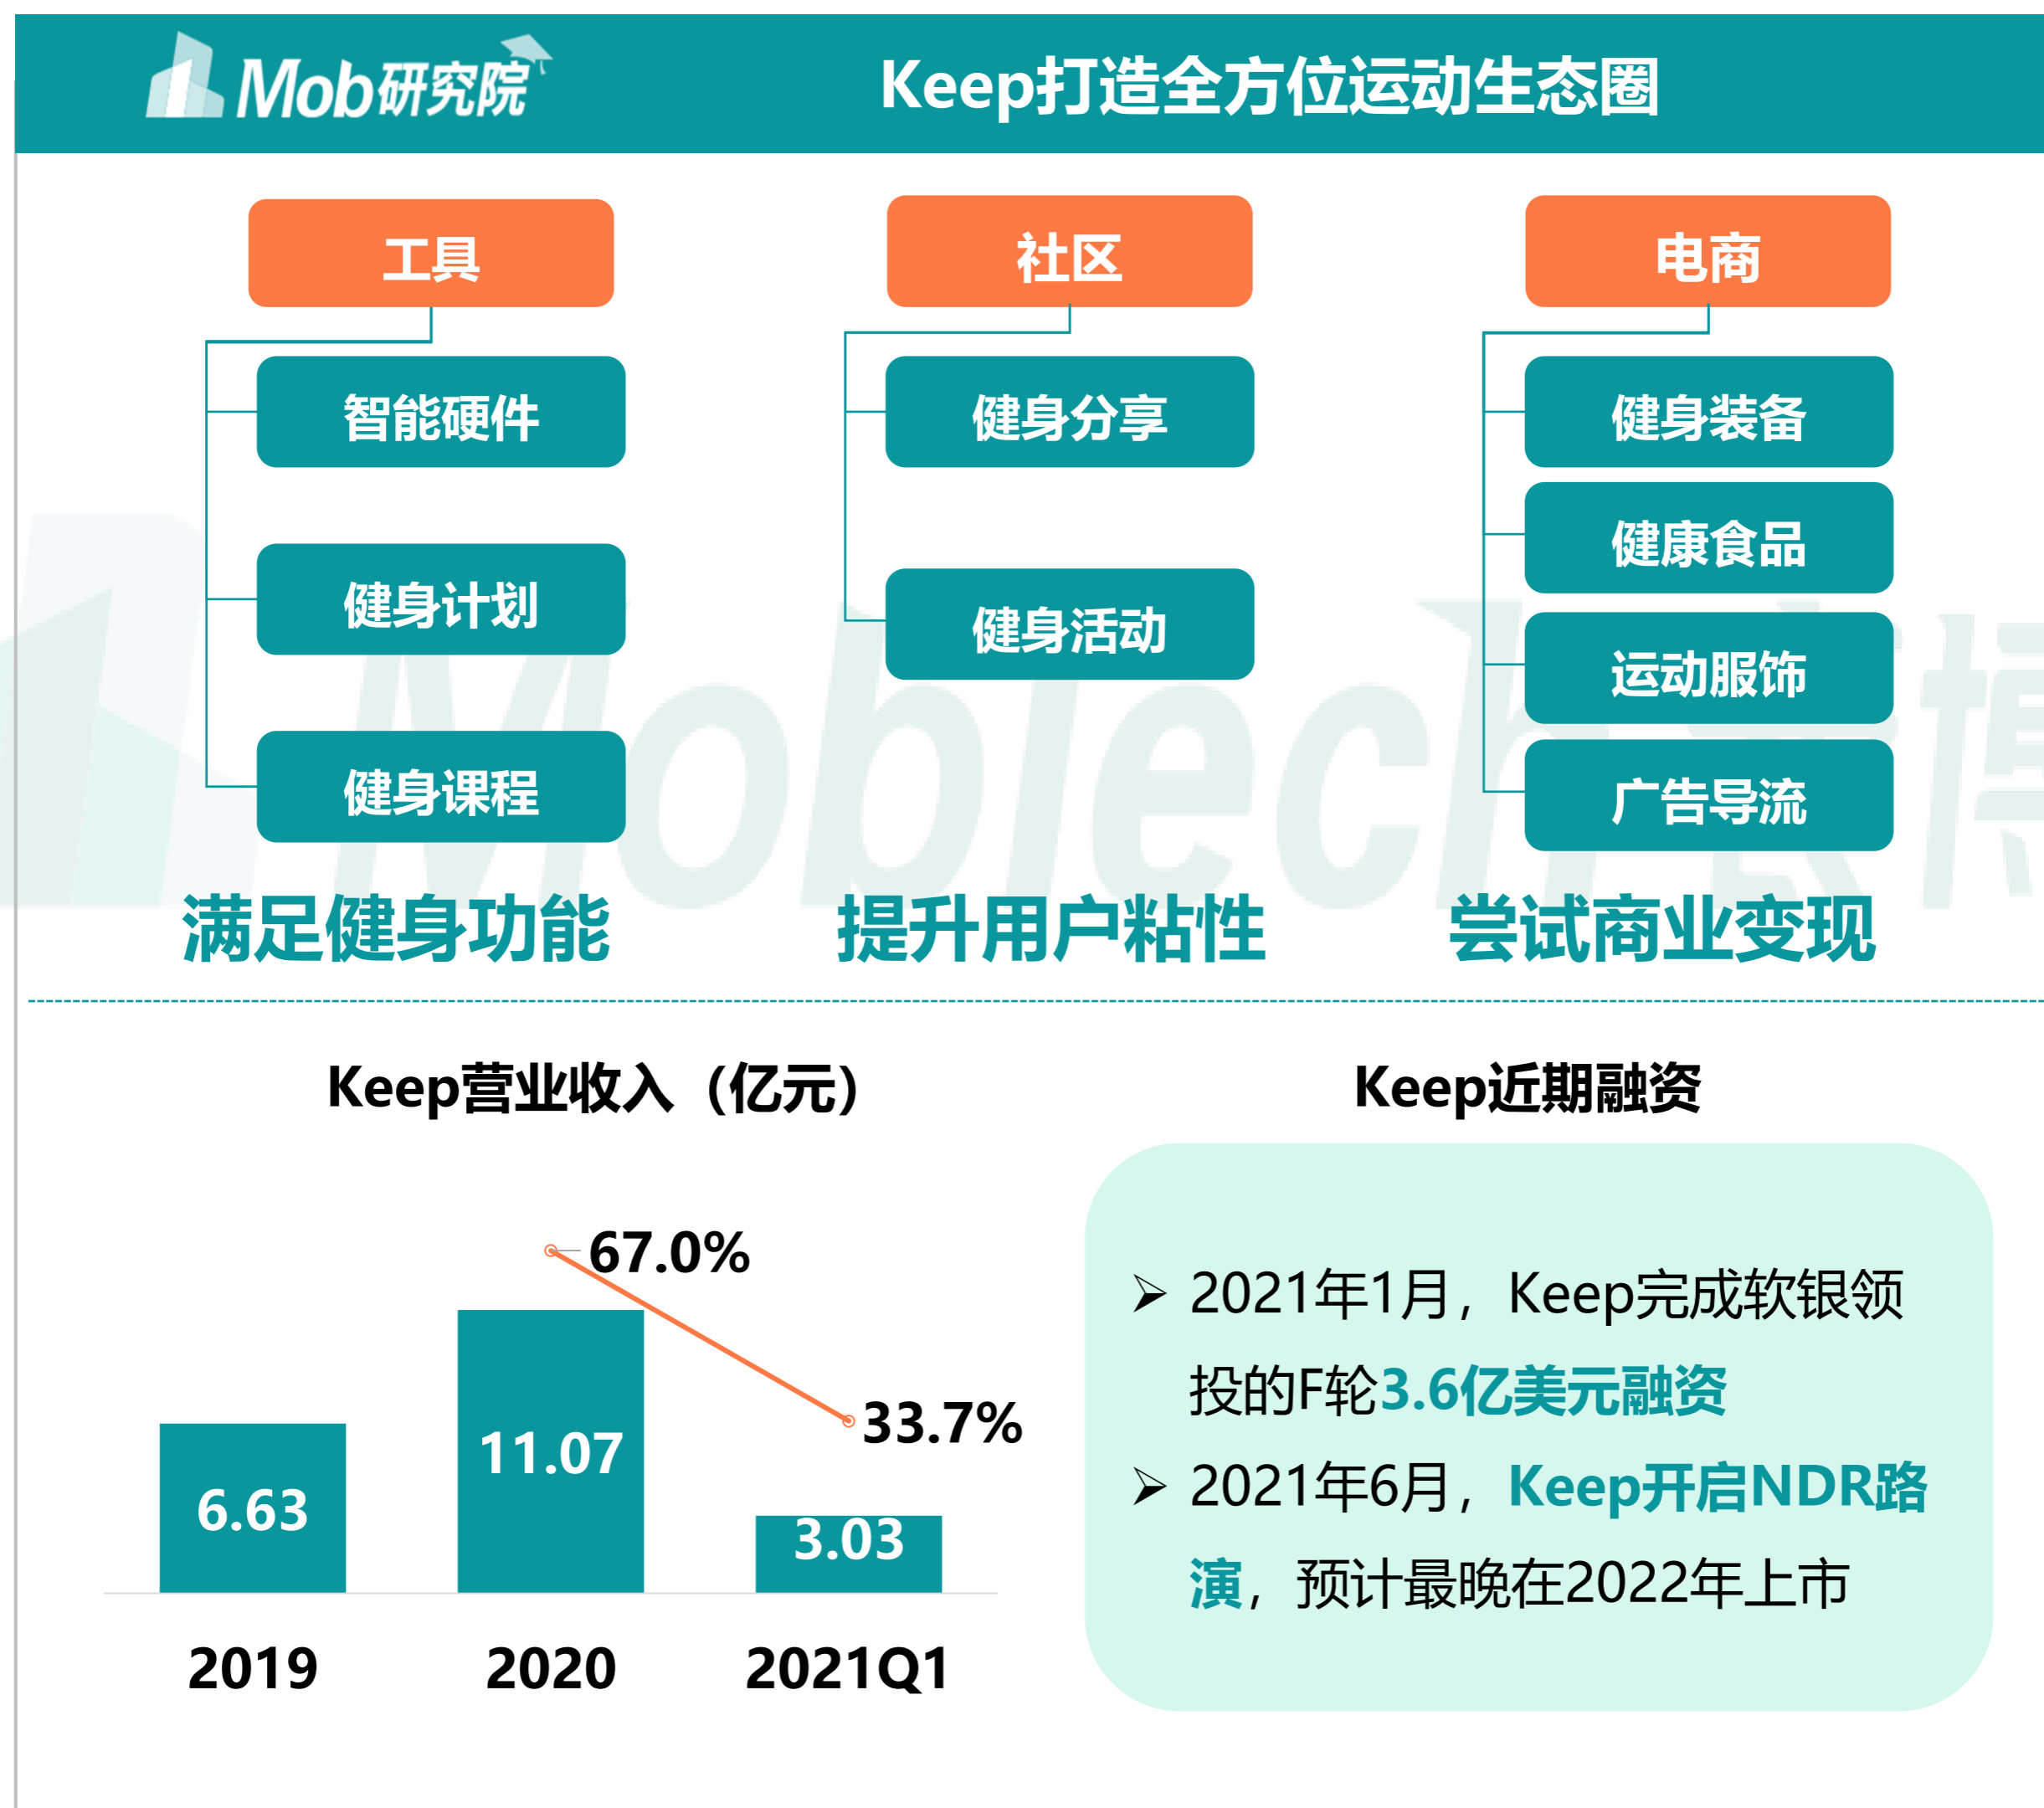 Mob研究院
Keep打造全方位运动生态圈
工具
智能硬件
健身计划
健身课程
满足健身功能
社区
健身分享
健身活动
提升用户粘性
电商
健身装备
健康食品
运动服饰
广告导流
尝试商业变现
MobTech
Keep营业收入（亿元）
67.0%
33.7%
6.63
11.07
3.03
2019
2020
2021Q1
Keep近期融资
➢ 2021年1月，Keep完成软银领
投的F轮3.6亿美元融资
➢ 2021年6月，Keep开启NDR路
演，预计最晚在2022年上市